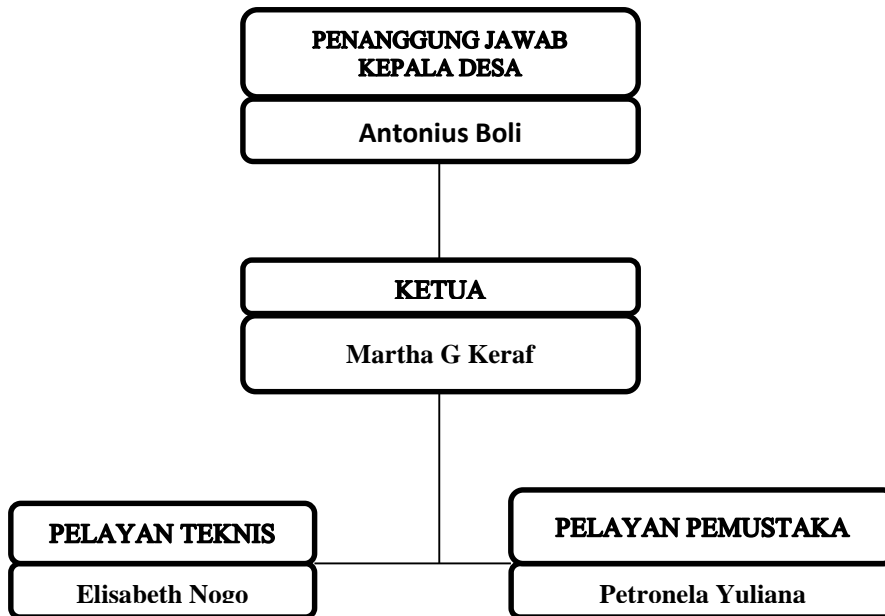 PENANGGUNG JAWAB
KEPALA DESA
Antonius Boli
KETUA
Martha G Keraf
PELAYAN TEKNIS
Elisabeth Nogo
PELAYAN PEMUSTAKA
Petronela Yuliana